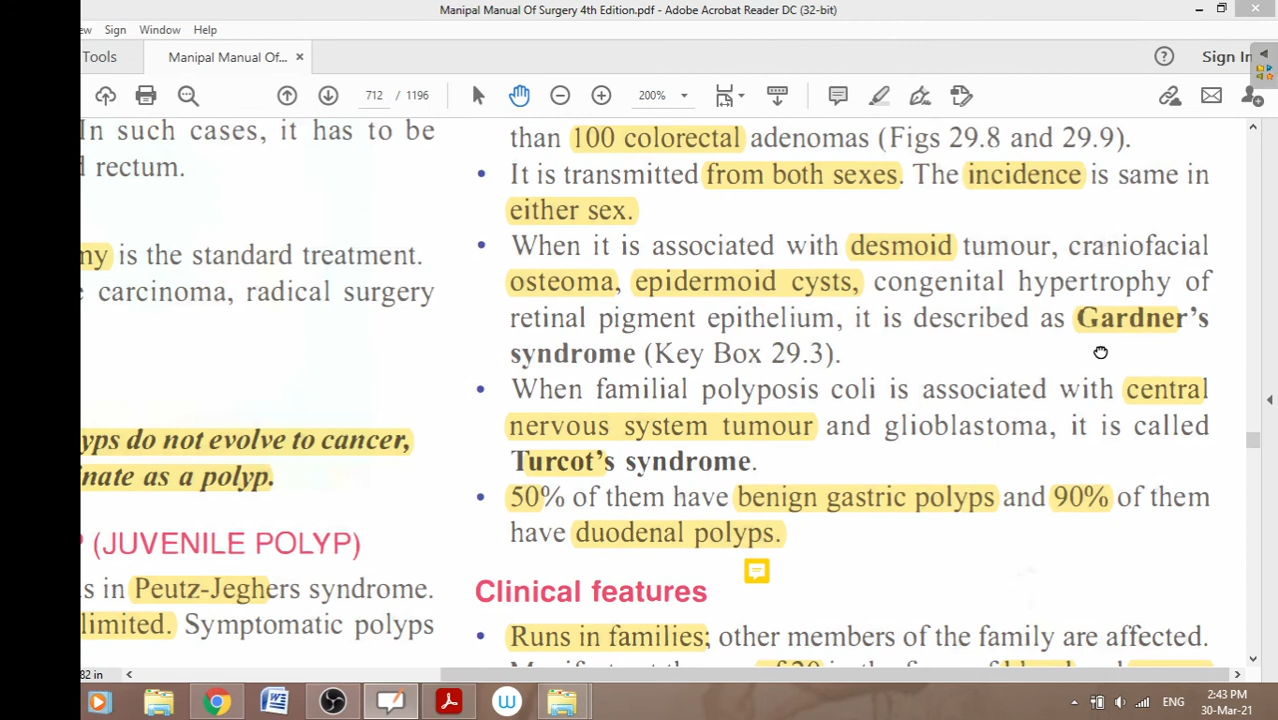 Manipal Manual Of Surgery 4th Edition.pdf - Adobe Acrobat Reader DC (32-bit)
Sign Window Help
Tools Manipal Manual Of... × Sign In
712 / 1196 200%
In such cases, it has to be
rectum.
is the standard treatment.
carcinoma, radical surgery
do not evolve to cancer,
as a polyp.
(JUVENILE POLYP)
in Peutz-Jeghers syndrome.
limited. Symptomatic polyps
than 100 colorectal adenomas (Figs 29.8 and 29.9).
• It is transmitted from both sexes. The incidence is same in
either sex.
• When it is associated with desmoid tumour, craniofacial
osteoma, epidermoid cysts, congenital hypertrophy of
retinal pigment epithelium, it is described as Gardner's
syndrome (Key Box 29.3).
• When familial polyposis coli is associated with central
nervous system tumour and glioblastoma, it is called
Turcot's syndrome.
• 50% of them have benign gastric polyps and 90% of them
have duodenal polyps.
Clinical features
• Runs in families; other members of the family are affected.
82 in
ENG
2:43 PM
30-Mar-21